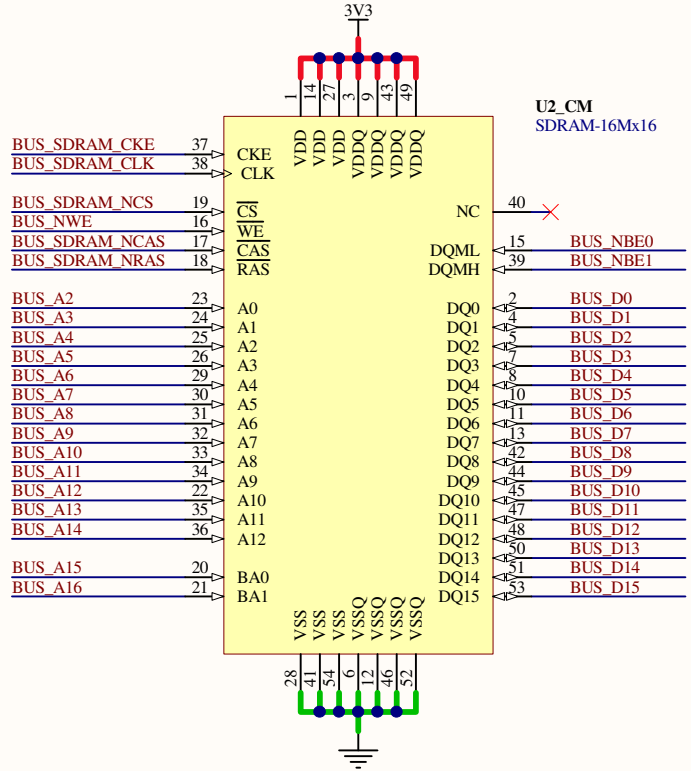 3V3
1 14 27 3 9 43 49
VDD VDD VDD VDDQ VDDQ VDDQ VDDQ
U2_CM
SDRAM-16Mx16
BUS_SDRAM_CKE 37 CKE
BUS_SDRAM_CLK 38 CLK
BUS_SDRAM_NCS 19 CS NC 40
BUS_NWE 16 WE
BUS_SDRAM_NCAS 17 CAS DQML 15 BUS_NBE0
BUS_SDRAM_NRAS 18 RAS DQMH 39 BUS_NBE1
BUS_A2 23 A0 DQ0 2 BUS_D0
BUS_A3 24 A1 DQ1 4 BUS_D1
BUS_A4 25 A2 DQ2 5 BUS_D2
BUS_A5 26 A3 DQ3 7 BUS_D3
BUS_A6 29 A4 DQ4 8 BUS_D4
BUS_A7 30 A5 DQ5 10 BUS_D5
BUS_A8 31 A6 DQ6 11 BUS_D6
BUS_A9 32 A7 DQ7 13 BUS_D7
BUS_A10 33 A8 DQ8 42 BUS_D8
BUS_A11 34 A9 DQ9 44 BUS_D9
BUS_A12 22 A10 DQ10 45 BUS_D10
BUS_A13 35 A11 DQ11 47 BUS_D11
BUS_A14 36 A12 DQ12 48 BUS_D12
DQ13 50 BUS_D13
BUS_A15 20 BA0 DQ14 51 BUS_D14
BUS_A16 21 BA1 DQ15 53 BUS_D15
VSS VSS VSS VSSQ VSSQ VSSQ VSSQ
28 41 54 6 12 46 52